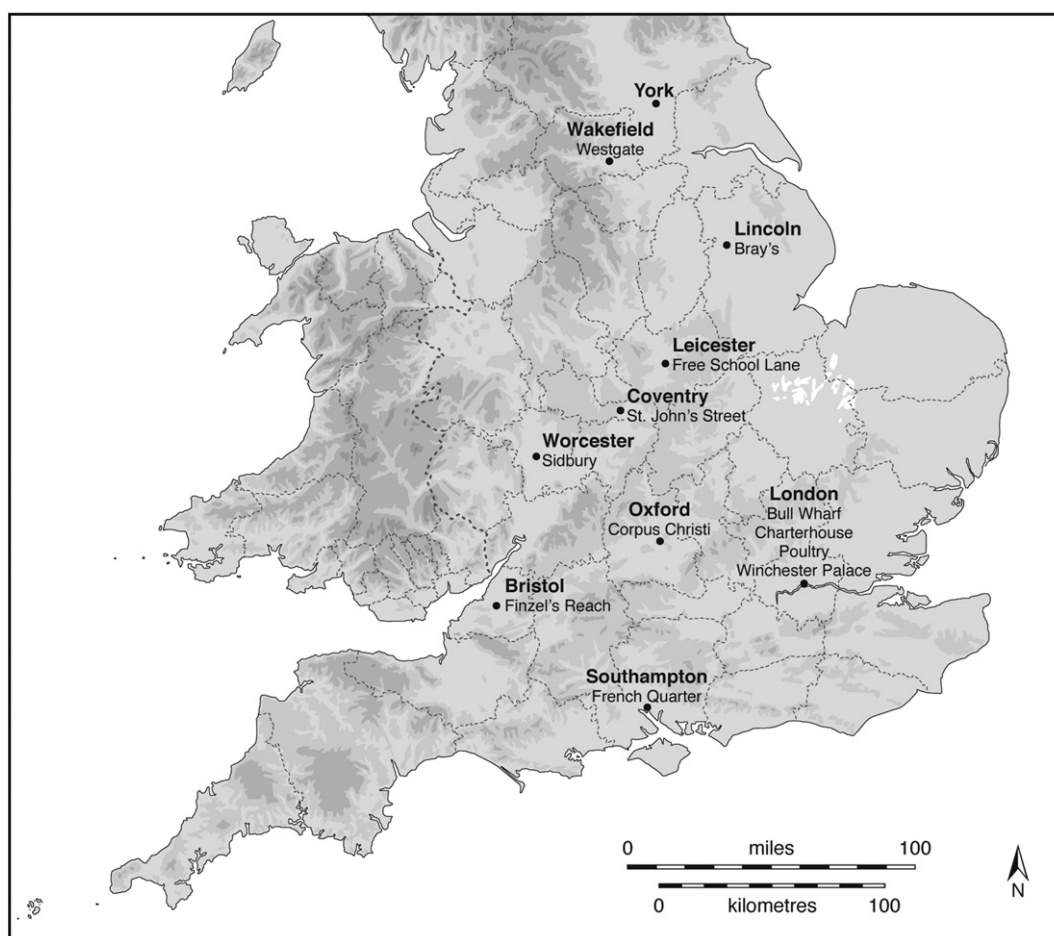 York
Wakefield
Westgate
Lincoln
Bray's
Leicester
Free School Lane
Coventry
St. John's Street
Worcester
Sidbury
London
Bull Wharf
Charterhouse
Poultry
Winchester Palace
Oxford
Corpus Christi
Bristol
Finzel's Reach
Southampton
French Quarter
0 miles 100
0 kilometres 100
N